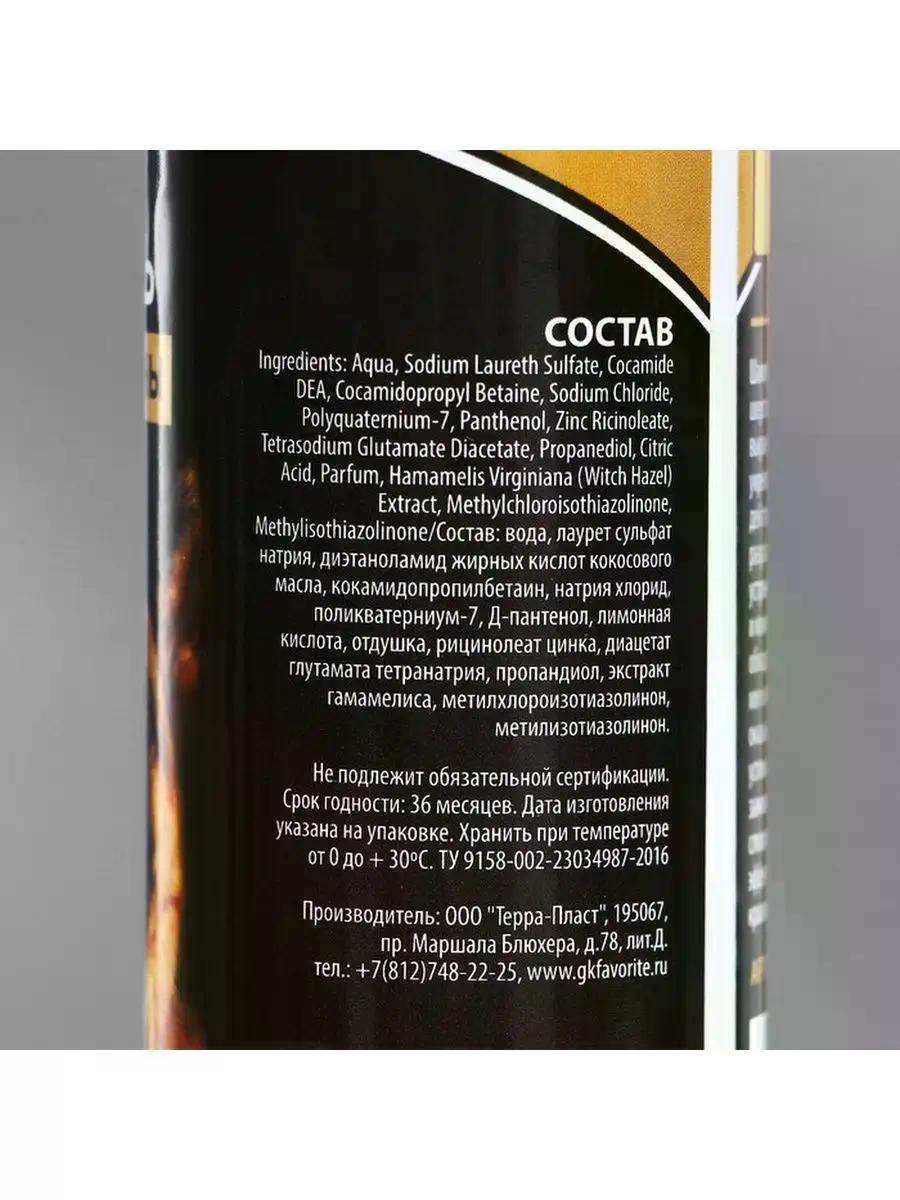 СОСТАВ
Ingredients: Aqua, Sodium Laureth Sulfate, Cocamide
DEA, Cocamidopropyl Betaine, Sodium Chloride,
Polyquaternium-7, Panthenol, Zinc Ricinoleate,
Tetrasodium Glutamate Diacetate, Propanediol, Citric
Acid, Parfum, Hamamelis Virginiana (Witch Hazel)
Extract, Methylchloroisothiazolinone,
Methylisothiazolinone/Состав: вода, лаурет сульфат
натрия, диэтаноламид жирных кислот кокосового
масла, кокамидопропилбетаин, натрия хлорид,
поликватерниум-7, Д-пантенол, лимонная
кислота, отдушка, рицинолеат цинка, диацетат
глутамата тетранатрия, пропандиол, экстракт
гамамелиса, метилхлороизотиазолинон,
метилизотиазолинон.
Не подлежит обязательной сертификации.
Срок годности: 36 месяцев. Дата изготовления
указана на упаковке. Хранить при температуре
от 0 до + 30ºС. ТУ 9158-002-23034987-2016
Производитель: ООО "Терра-Пласт", 195067,
пр. Маршала Блюхера, д.78, лит.Д.
тел.: +7(812)748-22-25, www.gkfavorite.ru